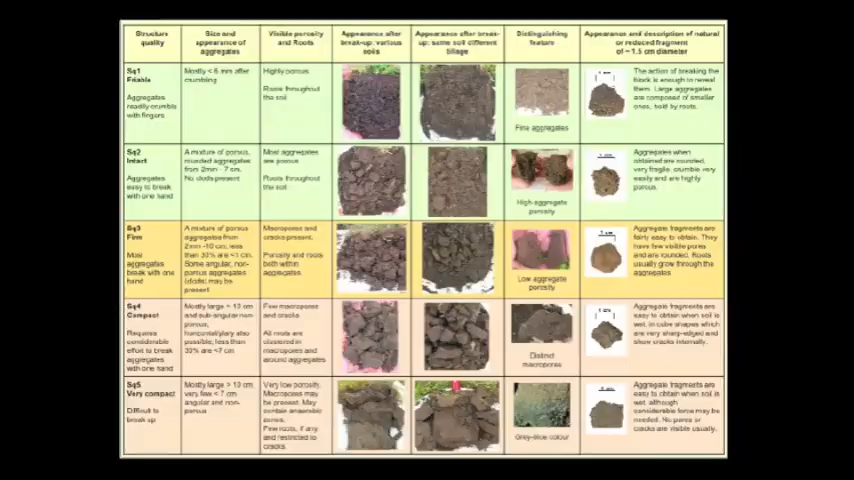 Structure
quality
Size and
appearance of
aggregates
Visible porosity
and Roots
Appearance after
break-up: various
soils
Appearance after break-
up: same soil different
tillage
Distinguishing
feature
Appearance and description of natural
or reduced fragment
of ~ 1.5 cm diameter
Sq1
Friable
Aggregates
readily crumble
with fingers
Mostly < 6 mm after
crumbling
Highly porous
Roots throughout
the soil
Fine aggregates
The action of breaking the
block is enough to reveal
them. Large aggregates
are composed of smaller
ones, held by roots.
Sq2
Intact
Aggregates
easy to break
with one hand
A mixture of porous,
rounded aggregates
from 2mm - 7 cm.
No clods present
Most aggregates
are porous
Roots throughout
the soil
High aggregate
porosity
Aggregates when
obtained are rounded,
very fragile, crumble very
easily and are highly
porous.
Sq3
Firm
Most
aggregates
break with one
hand
A mixture of porous
aggregates from
2mm -10 cm; less
than 30% are <1 cm.
Some angular, non-
porous aggregates
(clods) may be
present
Macropores and
cracks present.
Porosity and roots
both within
aggregates.
Low aggregate
porosity
Aggregate fragments are
fairly easy to obtain. They
have few visible pores
and are rounded. Roots
usually grow through the
aggregates
Sq4
Compact
Requires
considerable
effort to break
aggregates
with one hand
Mostly large > 10 cm
and sub-angular non-
porous;
horizontal/platy also
possible; less than
30% are <7 cm
Few macropores
and cracks
All roots are
clustered in
macropores and
around aggregates
Distinct
macropores
Aggregate fragments are
easy to obtain when soil is
wet, in cube shapes which
are very sharp-edged and
show cracks internally.
Sq5
Very compact
Difficult to
break up
Mostly large > 10 cm,
very few < 7 cm,
angular and non-
porous
Very low porosity.
Macropores may
be present. May
contain anaerobic
zones.
Few roots, if any
and restricted to
cracks.
Grey-blue colour
Aggregate fragments are
easy to obtain when soil is
wet, although
considerable force may be
needed. No pores or
cracks are visible usually.